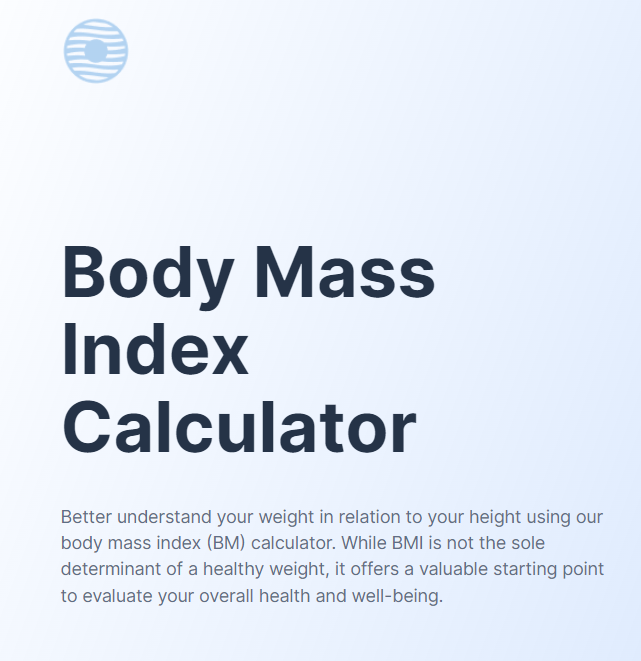 Body Mass
Index
Calculator
Better understand your weight in relation to your height using our
body mass index (BM) calculator. While BMI is not the sole
determinant of a healthy weight, it offers a valuable starting point
to evaluate your overall health and well-being.